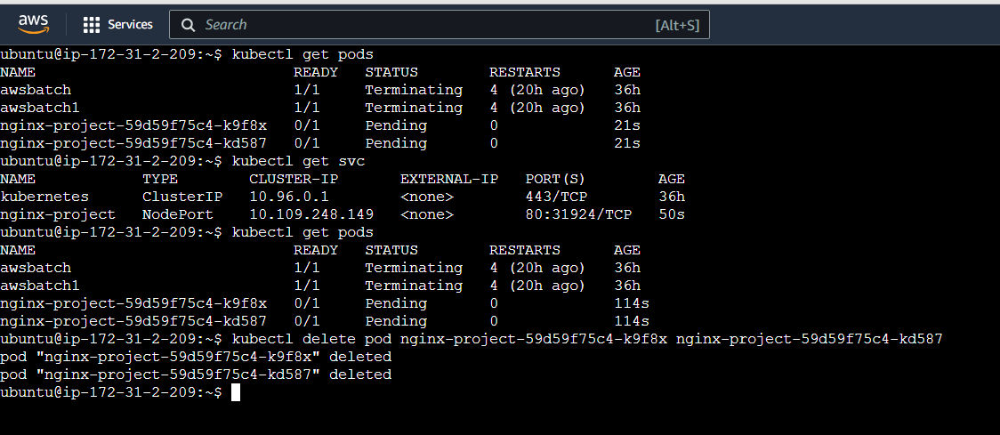 aws Services Search [Alt+S]
ubuntu@ip-172-31-2-209:~$ kubectl get pods
NAME READY STATUS RESTARTS AGE
awsbatch 1/1 Terminating 4 (20h ago) 36h
awsbatch1 1/1 Terminating 4 (20h ago) 36h
nginx-project-59d59f75c4-k9f8x 0/1 Pending 0 21s
nginx-project-59d59f75c4-kd587 0/1 Pending 0 21s
ubuntu@ip-172-31-2-209:~$ kubectl get svc
NAME TYPE CLUSTER-IP EXTERNAL-IP PORT(S) AGE
kubernetes ClusterIP 10.96.0.1 <none> 443/TCP 36h
nginx-project NodePort 10.109.248.149 <none> 80:31924/TCP 50s
ubuntu@ip-172-31-2-209:~$ kubectl get pods
NAME READY STATUS RESTARTS AGE
awsbatch 1/1 Terminating 4 (20h ago) 36h
awsbatch1 1/1 Terminating 4 (20h ago) 36h
nginx-project-59d59f75c4-k9f8x 0/1 Pending 0 114s
nginx-project-59d59f75c4-kd587 0/1 Pending 0 114s
ubuntu@ip-172-31-2-209:~$ kubectl delete pod nginx-project-59d59f75c4-k9f8x nginx-project-59d59f75c4-kd587
pod "nginx-project-59d59f75c4-k9f8x" deleted
pod "nginx-project-59d59f75c4-kd587" deleted
ubuntu@ip-172-31-2-209:~$